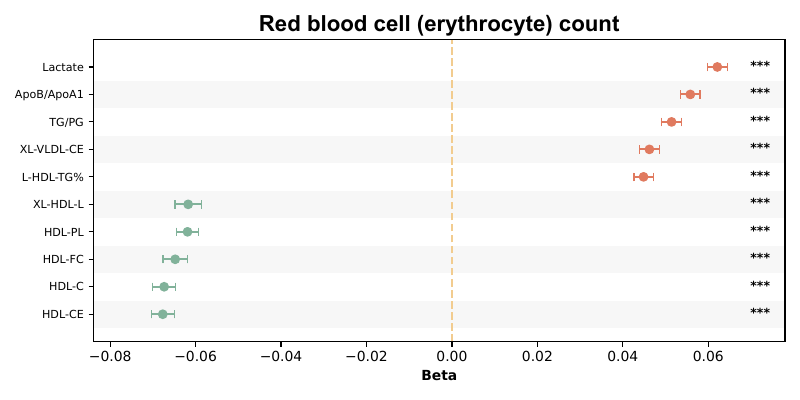 Red blood cell (erythrocyte) count
Lactate ***
ApoB/ApoA1 ***
TG/PG ***
XL-VLDL-CE ***
L-HDL-TG% ***
XL-HDL-L ***
HDL-PL ***
HDL-FC ***
HDL-C ***
HDL-CE ***
−0.08 −0.06 −0.04 −0.02 0.00 0.02 0.04 0.06
Beta